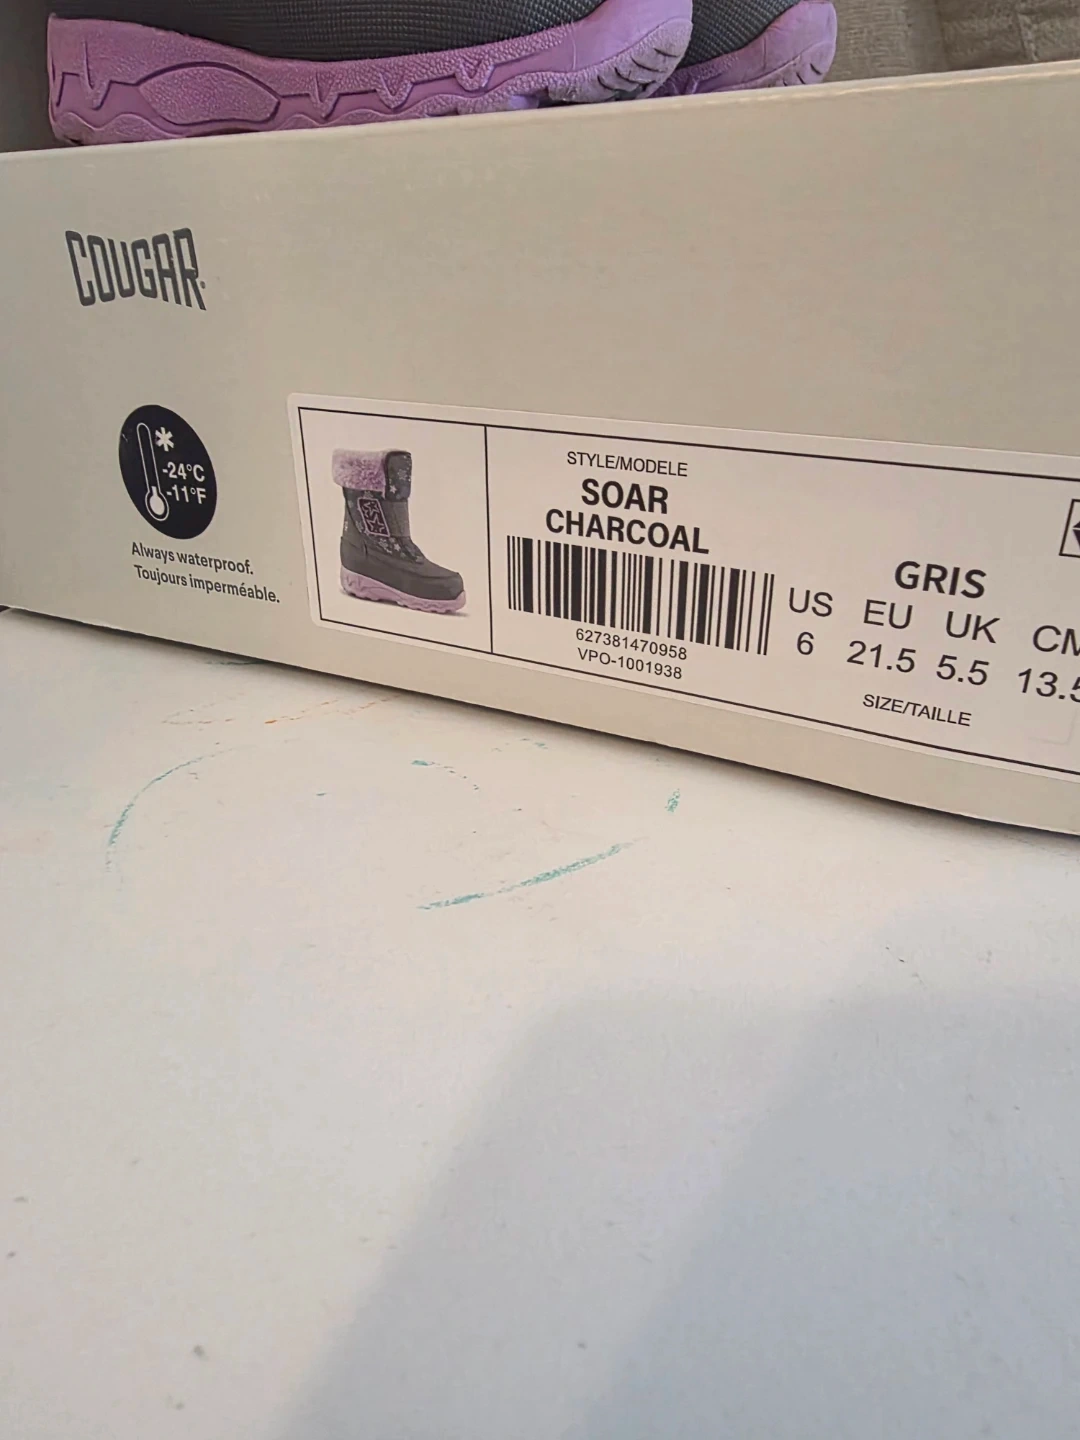 COUGAR
-24°C
-11°F
Always waterproof.
Toujours imperméable.
STYLE/MODELE
SOAR
CHARCOAL
GRIS
627381470958
VPO-1001938
US EU UK
6 21.5 5.5
SIZE/TAILLE